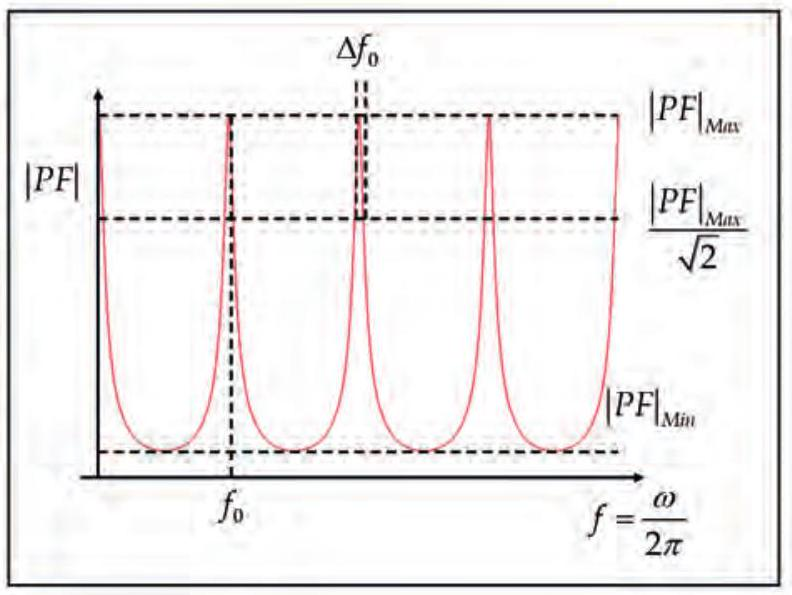 Δf₀
|PF|
|PF|Max
|PF|Max
√2
|PF|Min
f₀
f = ω
2π